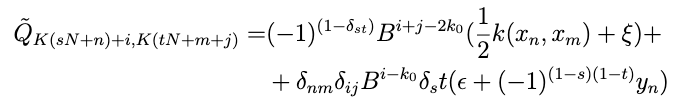 \tilde{Q}_{K(sN+n)+i,K(tN+m+j)} = (-1)^{(1-\delta_{st})} B^{i+j-2k_0} (\frac{1}{2} k(x_n, x_m) + \xi) +
+ \delta_{nm} \delta_{ij} B^{i-k_0} \delta_s t (\epsilon + (-1)^{(1-s)(1-t)} y_n)